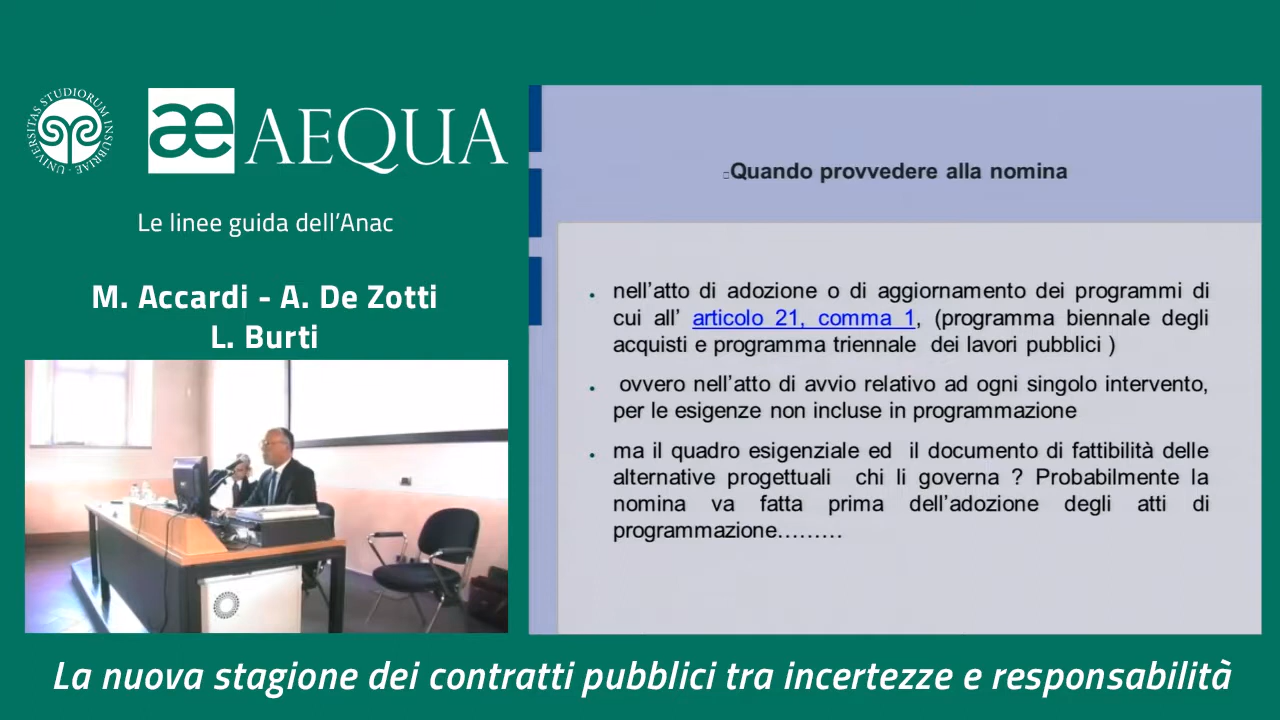 UNIVERSITAS STUDIORUM INSUBRIAE
æ AEQUA
Le linee guida dell'Anac
M. Accardi - A. De Zotti
L. Burti
Quando provvedere alla nomina
• nell'atto di adozione o di aggiornamento dei programmi di
cui all' articolo 21, comma 1, (programma biennale degli
acquisti e programma triennale dei lavori pubblici )
• ovvero nell'atto di avvio relativo ad ogni singolo intervento,
per le esigenze non incluse in programmazione
• ma il quadro esigenziale ed il documento di fattibilità delle
alternative progettuali chi li governa ? Probabilmente la
nomina va fatta prima dell'adozione degli atti di
programmazione………
La nuova stagione dei contratti pubblici tra incertezze e responsabilità